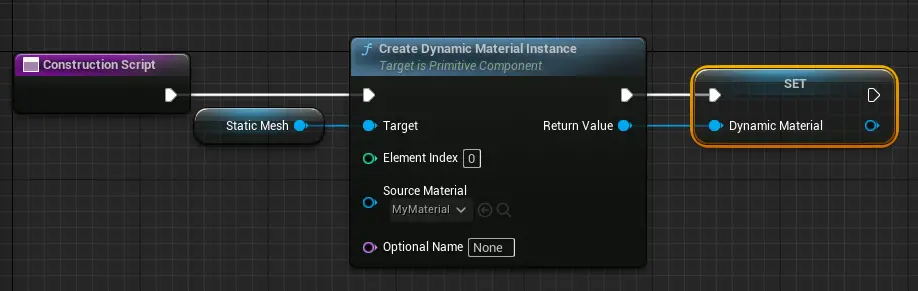 Construction Script
Static Mesh
f Create Dynamic Material Instance
Target is Primitive Component
Target
Return Value
Element Index 0
Source Material
MyMaterial
Optional Name None
SET
Dynamic Material